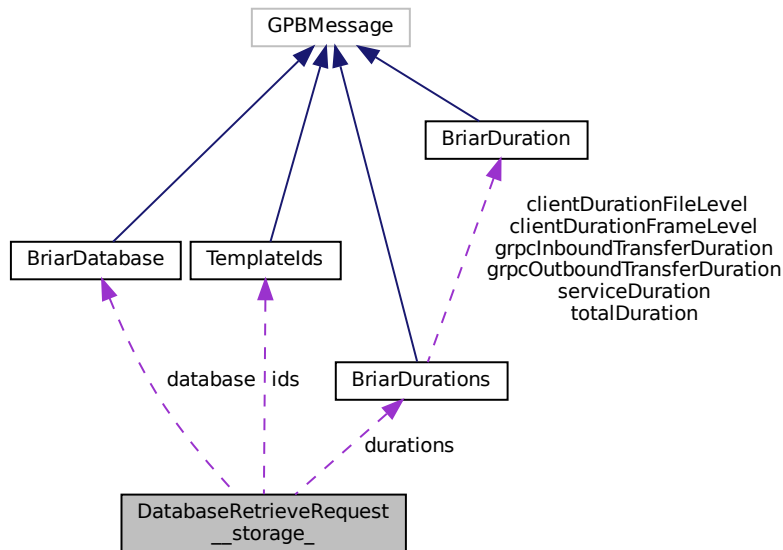 GPBMessage
BriarDuration
clientDurationFileLevel
clientDurationFrameLevel
grpcInboundTransferDuration
grpcOutboundTransferDuration
serviceDuration
totalDuration
BriarDatabase
TemplateIds
BriarDurations
database
ids
durations
DatabaseRetrieveRequest
__storage_